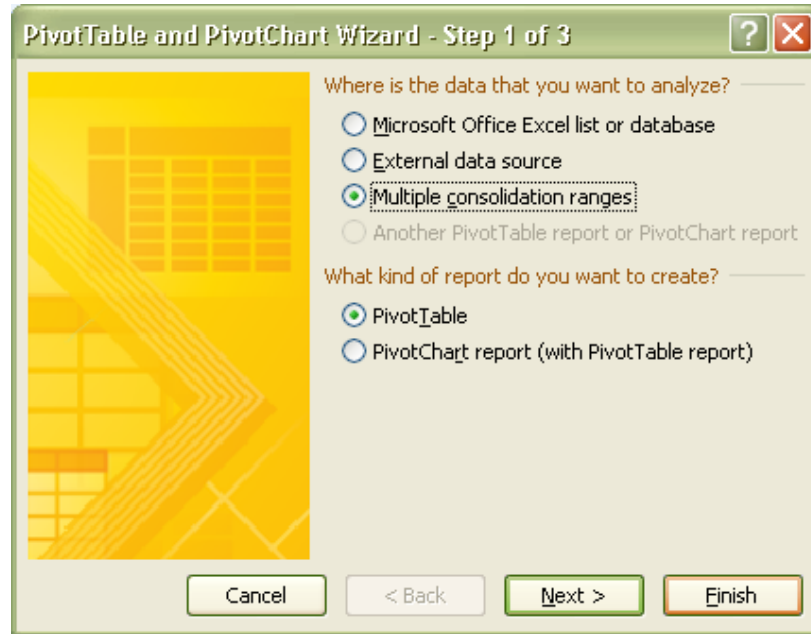 PivotTable and PivotChart Wizard - Step 1 of 3
?
Where is the data that you want to analyze?
Microsoft Office Excel list or database
External data source
Multiple consolidation ranges
Another PivotTable report or PivotChart report
What kind of report do you want to create?
PivotTable
PivotChart report (with PivotTable report)
Cancel
< Back
Next >
Finish